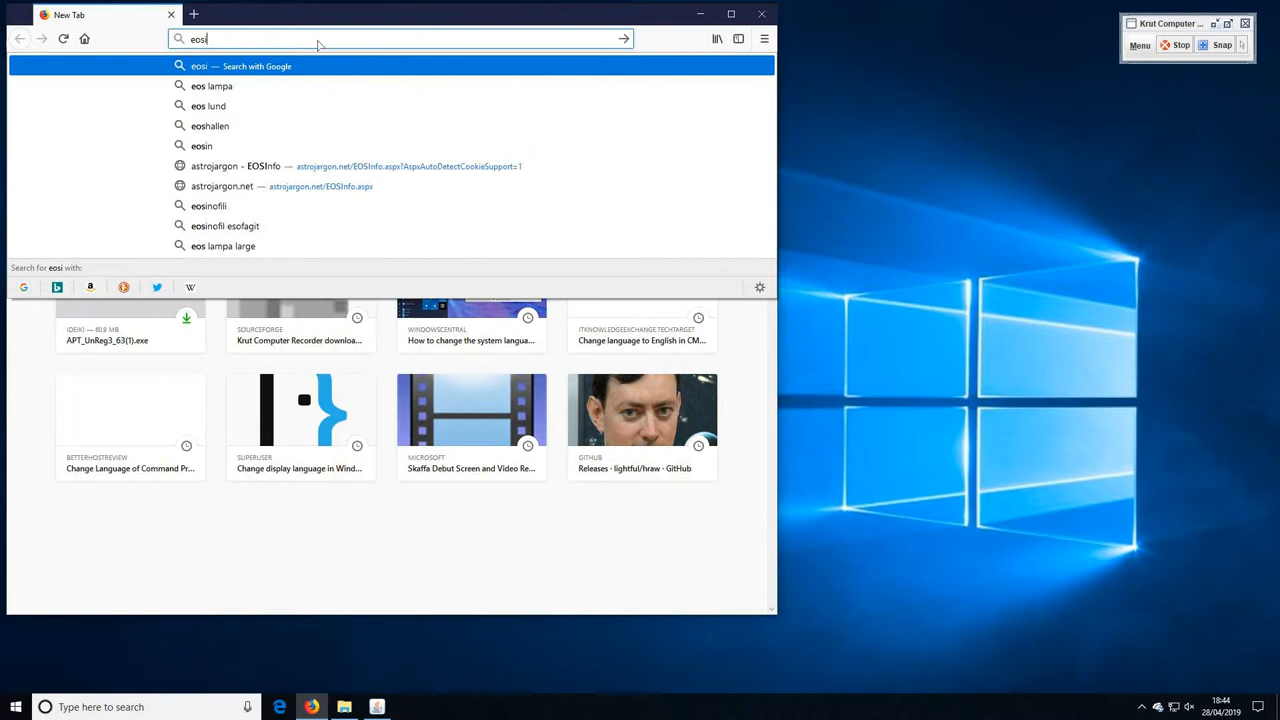 New Tab
eosi
eosi — Search with Google
eos lampa
eos lund
eoshallen
eosin
astrojargon - EOSInfo — astrojargon.net/EOSInfo.aspx?AspxAutoDetectCookieSupport=1
astrojargon.net — astrojargon.net/EOSInfo.aspx
eosinofili
eosinofil esofagit
eos lampa large
Search for eosi with:
IDEIKI — 80.9 MB
APT_UnReg3_63(1).exe
SOURCEFORGE
Krut Computer Recorder downloa...
WINDOWSCENTRAL
How to change the system langua...
ITKNOWLEDGEEXCHANGE.TECHTARGET
Change language to English in CM...
BETTERHOSTREVIEW
Change Language of Command Pr...
SUPERUSER
Change display language in Wind...
MICROSOFT
Skaffa Debut Screen and Video Re...
GITHUB
Releases · lightful/hraw · GitHub
Krut Computer ...
Menu
Stop
Snap
Type here to search
18:44
28/04/2019